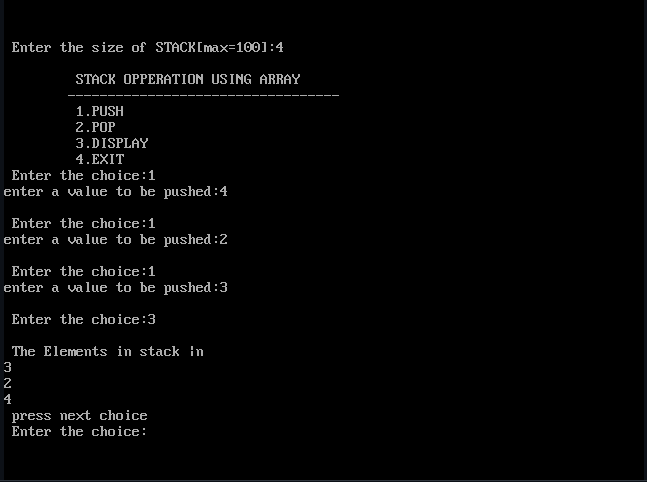 Enter the size of STACK[max=100]:4
STACK OPPERATION USING ARRAY
----------------------------------
1.PUSH
2.POP
3.DISPLAY
4.EXIT
Enter the choice:1
enter a value to be pushed:4
Enter the choice:1
enter a value to be pushed:2
Enter the choice:1
enter a value to be pushed:3
Enter the choice:3
The Elements in stack |n
3
2
4
press next choice
Enter the choice: